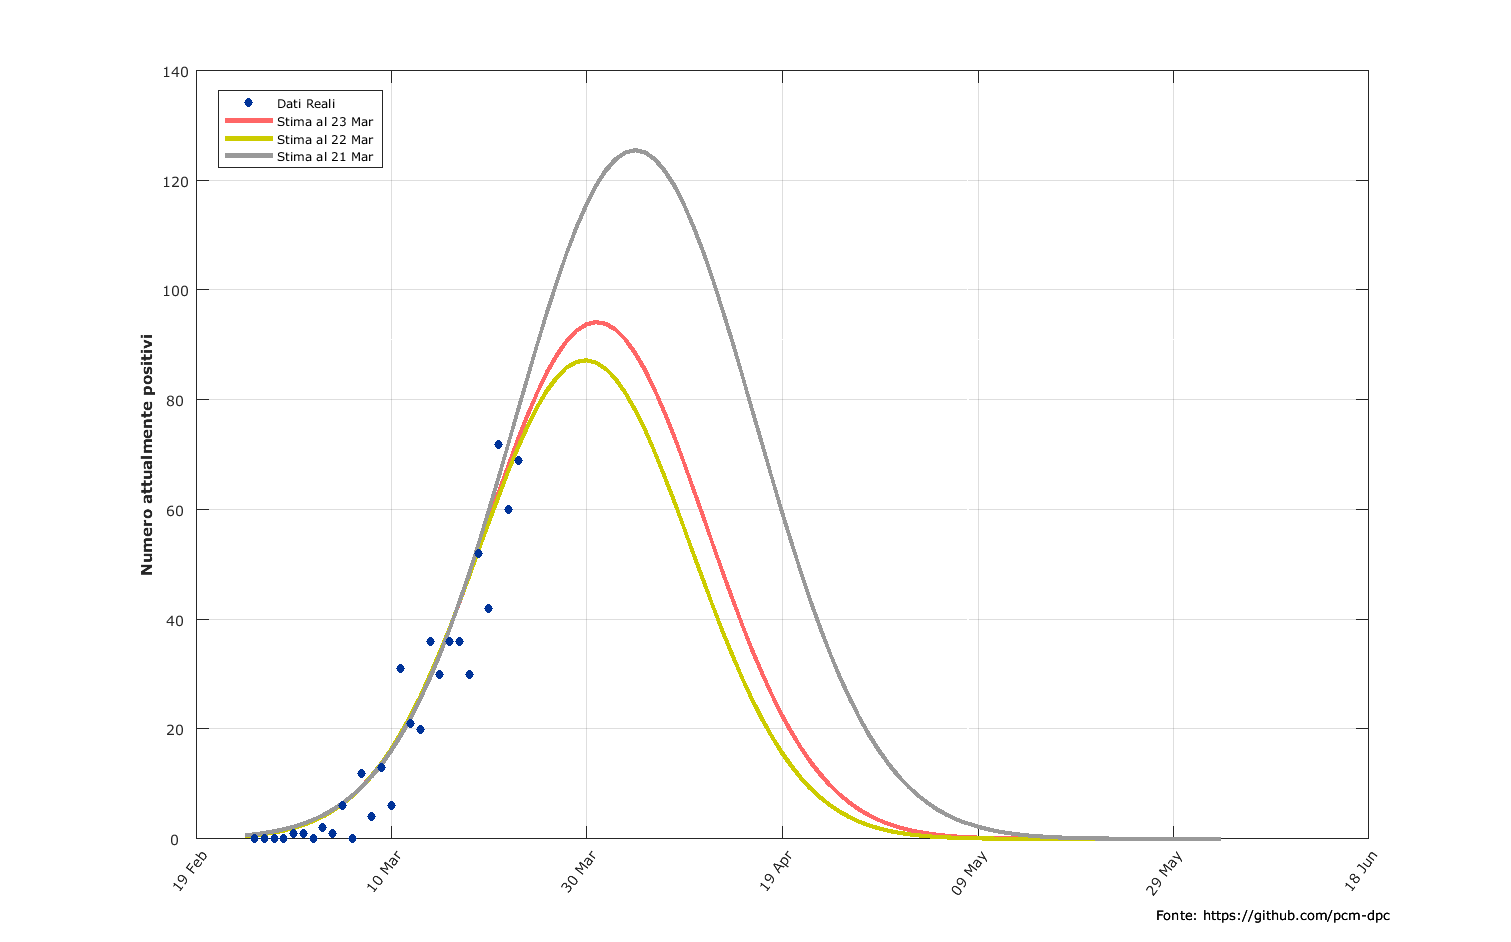 140
120
100
80
60
40
20
0
Numero attualmente positivi
Dati Reali
Stima al 23 Mar
Stima al 22 Mar
Stima al 21 Mar
19 Feb
10 Mar
30 Mar
19 Apr
09 May
29 May
18 Jun
Fonte: https://github.com/pcm-dpc